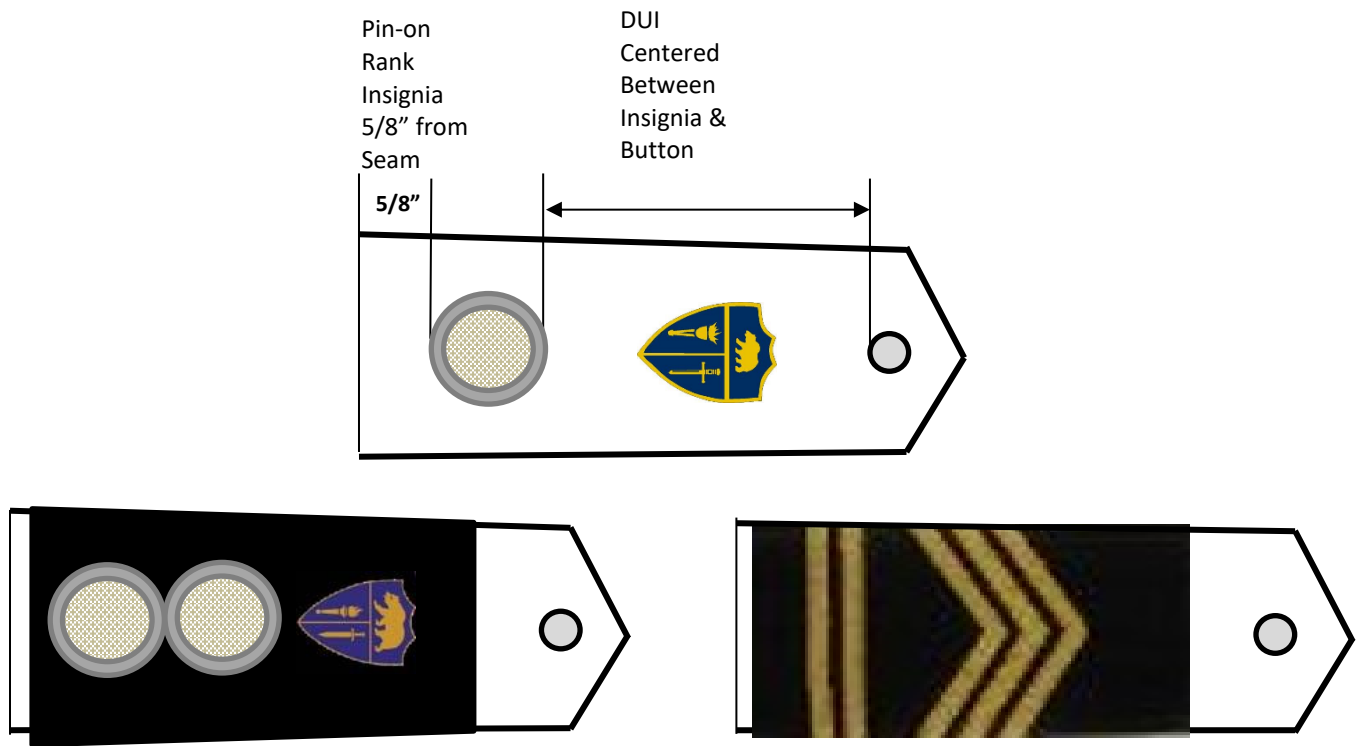 Pin-on
Rank
Insignia
5/8” from
Seam
5/8”
DUI
Centered
Between
Insignia &
Button